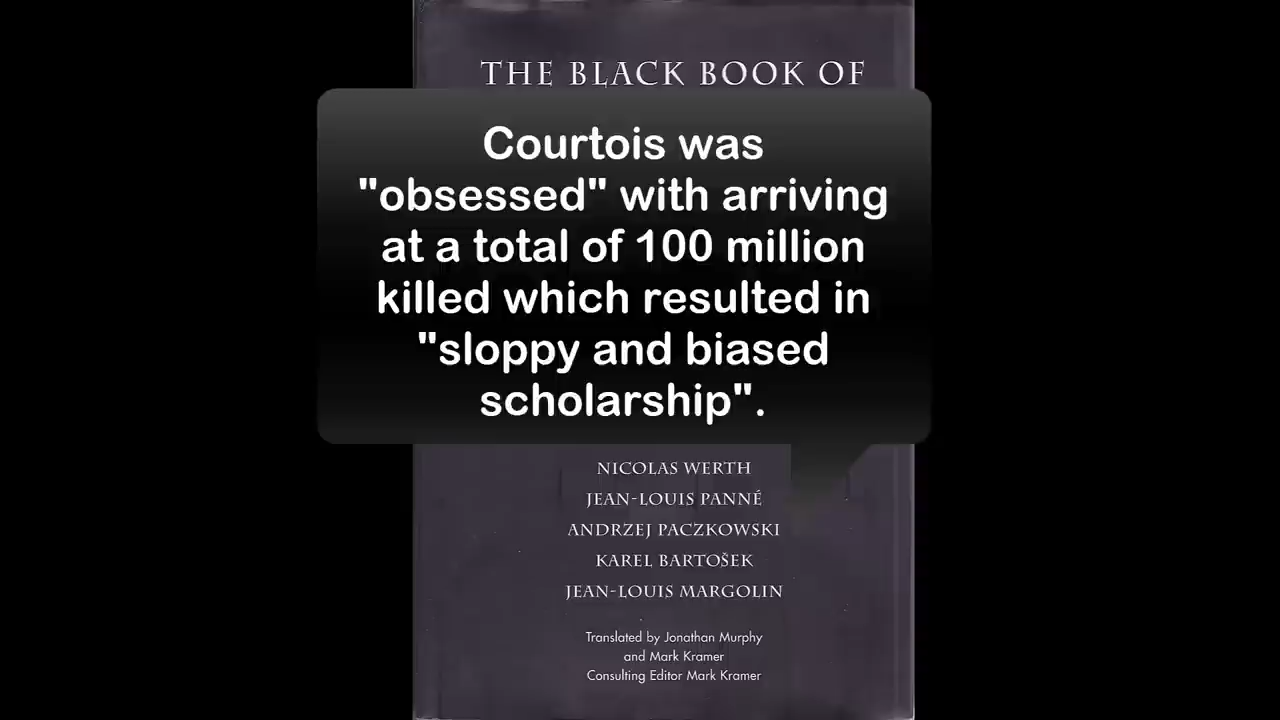 THE BLACK BOOK OF
Courtois was
"obsessed" with arriving
at a total of 100 million
killed which resulted in
"sloppy and biased
scholarship".
NICOLAS WERTH
JEAN-LOUIS PANNÉ
ANDRZEJ PACZKOWSKI
KAREL BARTOŠEK
JEAN-LOUIS MARGOLIN
Translated by Jonathan Murphy
and Mark Kramer
Consulting Editor Mark Kramer